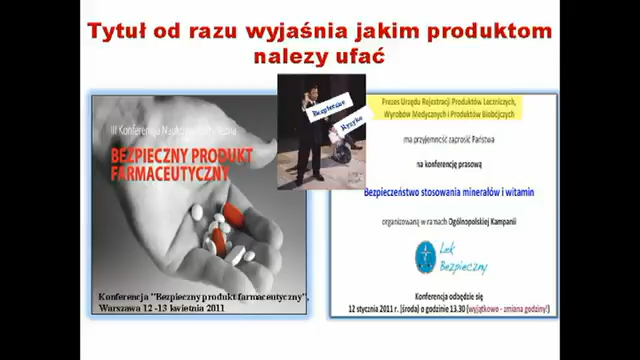 Tytuł od razu wyjaśnia jakim produktom
nalezy ufać
III Konferencja
BEZPIECZNY PRODUKT
FARMACEUTYCZNY
Konferencja "Bezpieczny produkt farmaceutyczny",
Warszawa 12 -13 kwietnia 2011
Ryzyko
Prezes Urzędu Rejestracji Produktów Leczniczych,
Wyrobów Medycznych i Produktów Biobójczych
ma przyjemność zaprosić Państwa
na konferencję prasową
Bezpieczeństwo stosowania minerałów i witamin
organizowaną w ramach Ogólnopolskiej Kampanii
Lek
Bezpieczny
Konferencja odbędzie się
12 stycznia 2011 r. (środa) o godzinie 13.30 (wyjątkowo - zmiana godziny!)